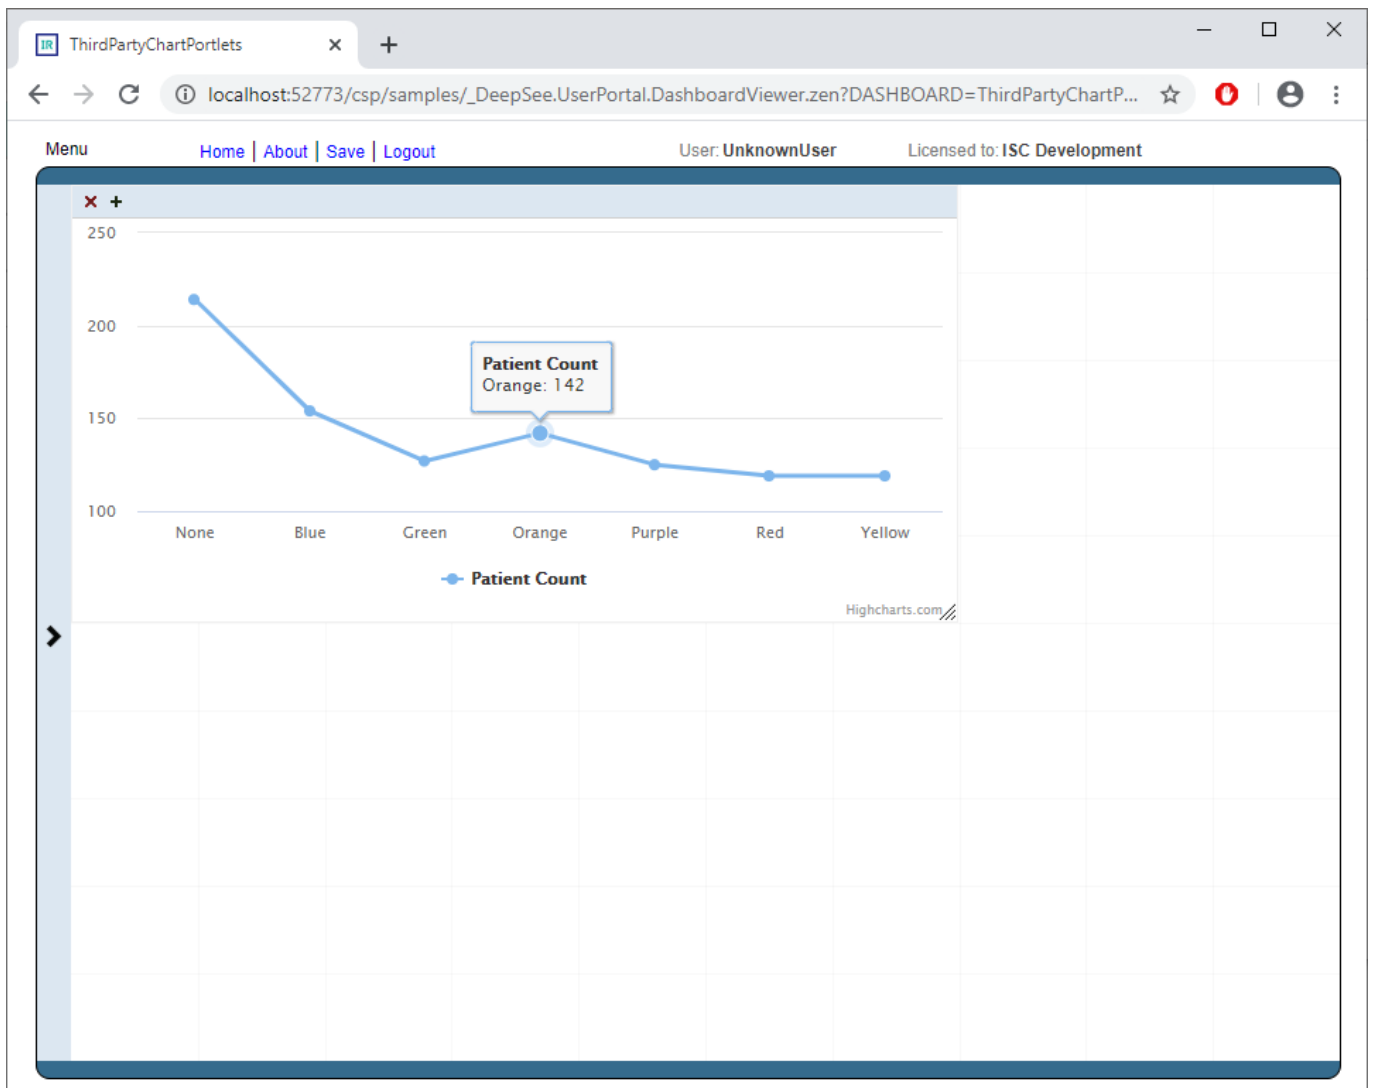 IR ThirdPartyChartPortlets
localhost:52773/csp/samples/_DeepSee.UserPortal.DashboardViewer.zen?DASHBOARD=ThirdPartyChartP...
Menu Home | About | Save | Logout User: UnknownUser Licensed to: ISC Development
250
200
Patient Count
Orange: 142
150
100
None Blue Green Orange Purple Red Yellow
Patient Count
Highcharts.com